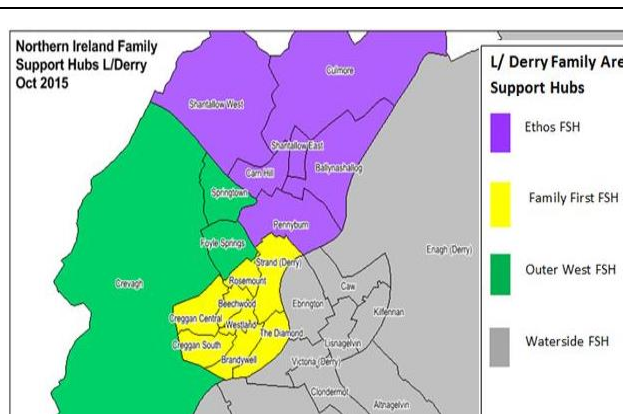 Northern Ireland Family
Support Hubs L/Derry
Oct 2015
L/ Derry Family Are
Support Hubs
Ethos FSH
Family First FSH
Outer West FSH
Waterside FSH
Culmore
Shantallow West
Shantallow East
Carn Hill
Ballynashallog
Springtown
Pennyburn
Foyle Springs
Enagh (Derry)
Strand (Derry)
Crevagh
Rosemount
Caw
Beechwood
Ebrington
Kilfennan
Creggan Central
Westland
The Diamond
Creggan South
Lisnagelvin
Brandywell
Victoria (Derry)
Clondermot
Altnagelvin